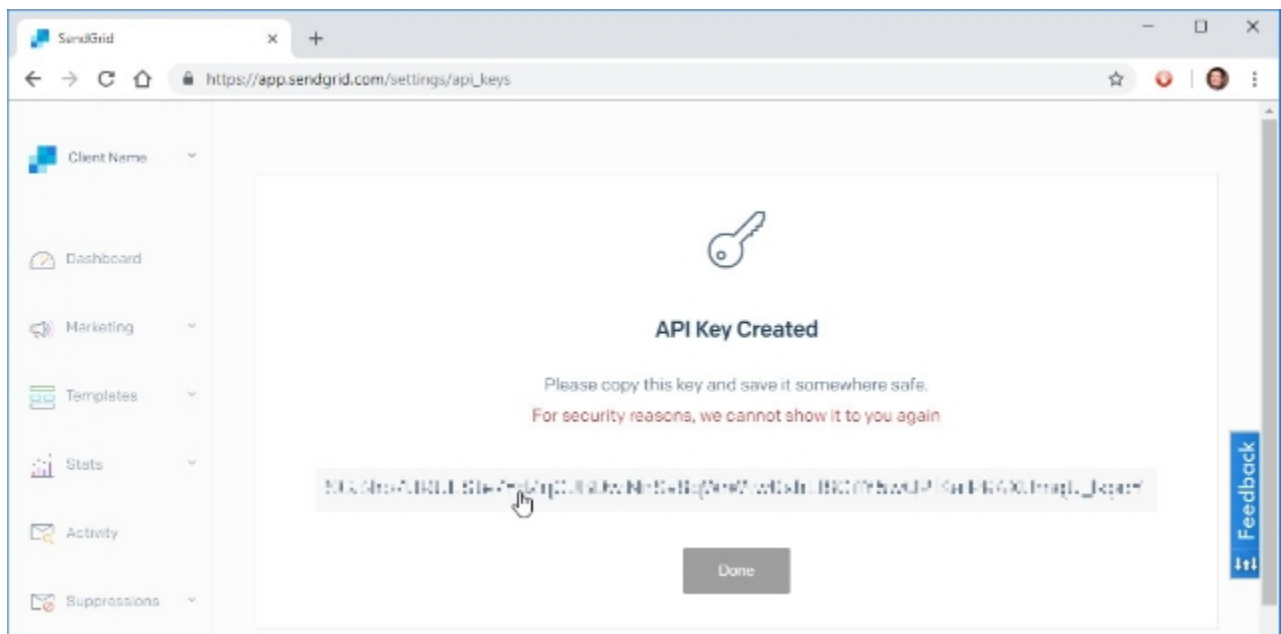 SendGrid
https://app.sendgrid.com/settings/api_keys
Client Name
Dashboard
Marketing
Templates
Stats
Activity
Suppressions
API Key Created
Please copy this key and save it somewhere safe.
For security reasons, we cannot show it to you again
Done
Feedback